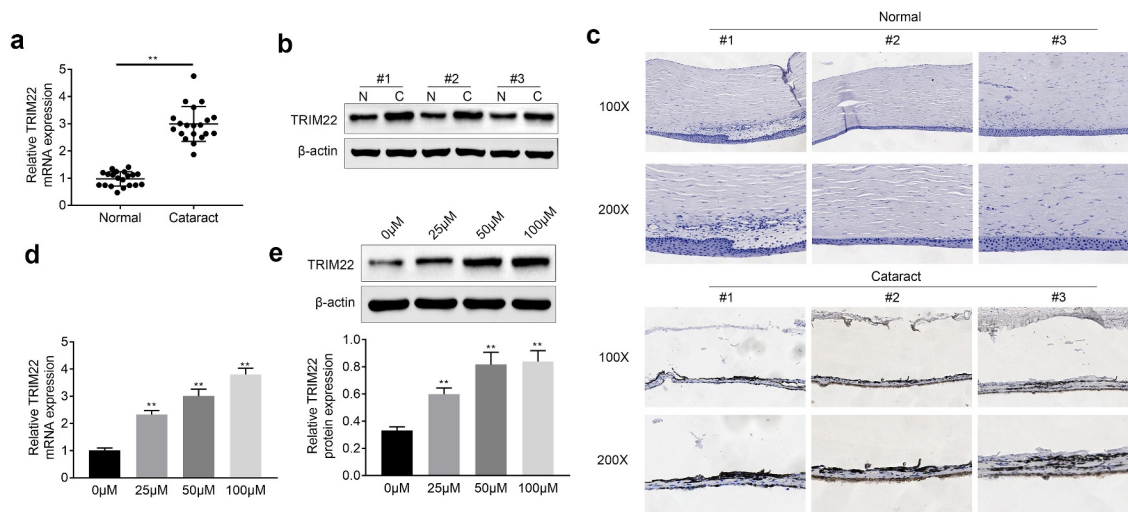 a
**
Relative TRIM22
mRNA expression
5
4
3
2
1
0
Normal Cataract
b
#1 #2 #3
N C N C N C
TRIM22
β-actin
c
Normal
#1 #2 #3
100X
200X
Cataract
#1 #2 #3
100X
200X
d
Relative TRIM22
mRNA expression
5
4
3
2
1
0
**
**
**
0μM 25μM 50μM 100μM
e
0μM 25μM 50μM 100μM
TRIM22
β-actin
Relative TRIM22
protein expression
1.0
0.8
0.6
0.4
0.2
0.0
**
**
**
0μM 25μM 50μM 100μM